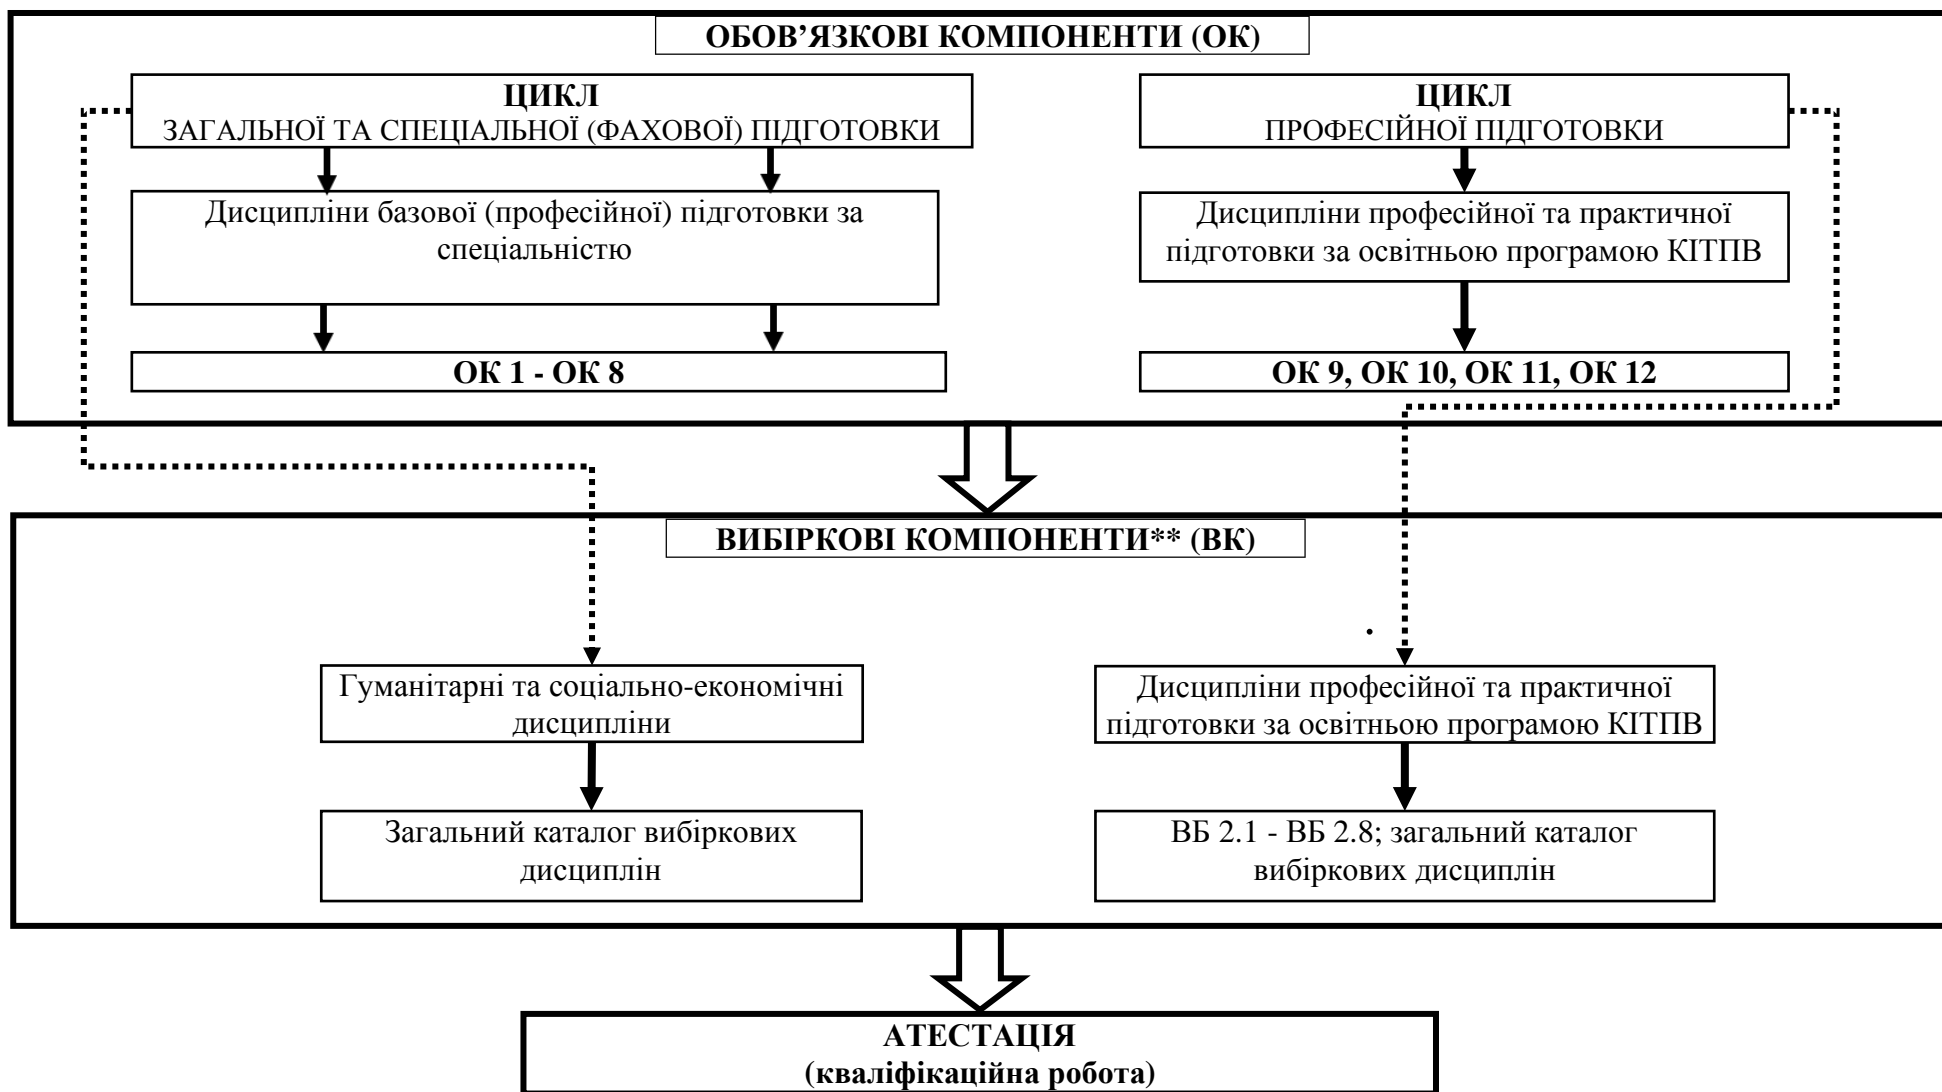 ОБОВ’ЯЗКОВІ КОМПОНЕНТИ (ОК)
ЦИКЛ
ЗАГАЛЬНОЇ ТА СПЕЦІАЛЬНОЇ (ФАХОВОЇ) ПІДГОТОВКИ
ЦИКЛ
ПРОФЕСІЙНОЇ ПІДГОТОВКИ
Дисципліни базової (професійної) підготовки за
спеціальністю
Дисципліни професійної та практичної
підготовки за освітньою програмою КІТПВ
ОК 1 - ОК 8
ОК 9, ОК 10, ОК 11, ОК 12
ВИБІРКОВІ КОМПОНЕНТИ** (ВК)
.
Гуманітарні та соціально-економічні
дисципліни
Дисципліни професійної та практичної
підготовки за освітньою програмою КІТПВ
Загальний каталог вибіркових
дисциплін
ВБ 2.1 - ВБ 2.8; загальний каталог
вибіркових дисциплін
АТЕСТАЦІЯ
(кваліфікаційна робота)